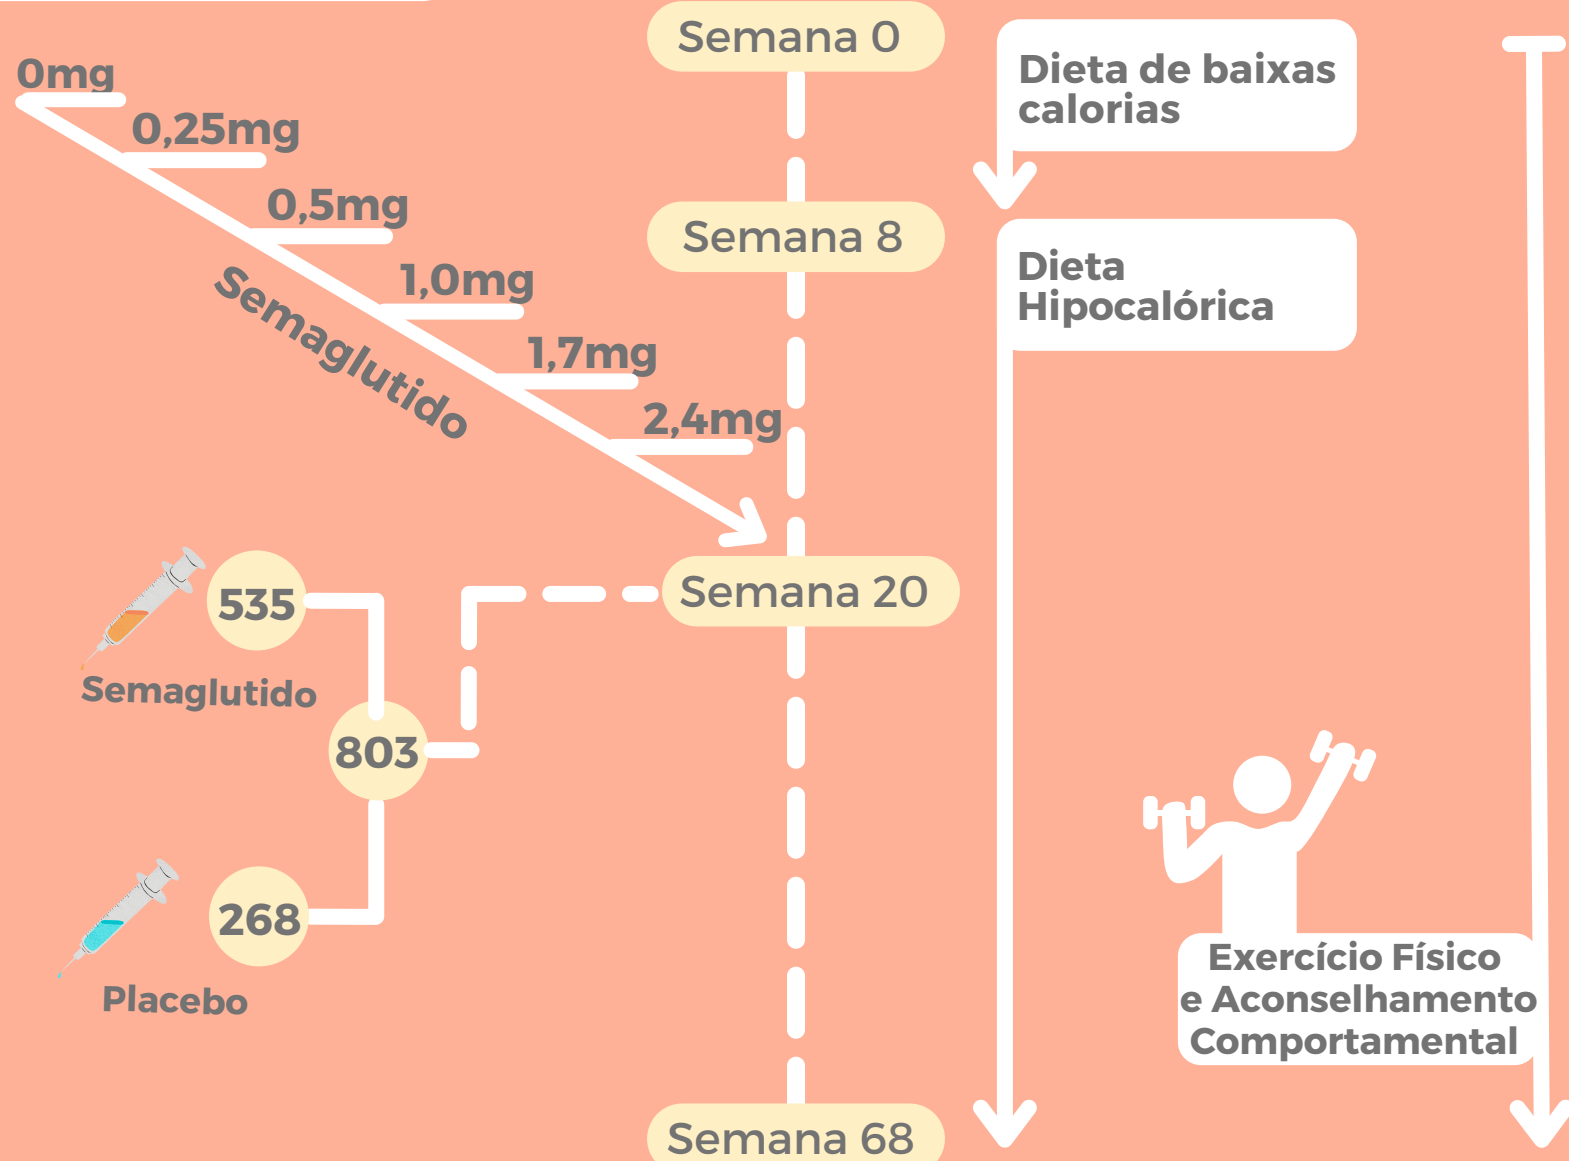 Semana 0
Dieta de baixas
calorias
0mg
0,25mg
0,5mg
1,0mg
1,7mg
2,4mg
Semaglutido
Semana 8
Dieta
Hipocalórica
Semana 20
535
Semaglutido
803
268
Placebo
Exercício Físico
e Aconselhamento
Comportamental
Semana 68